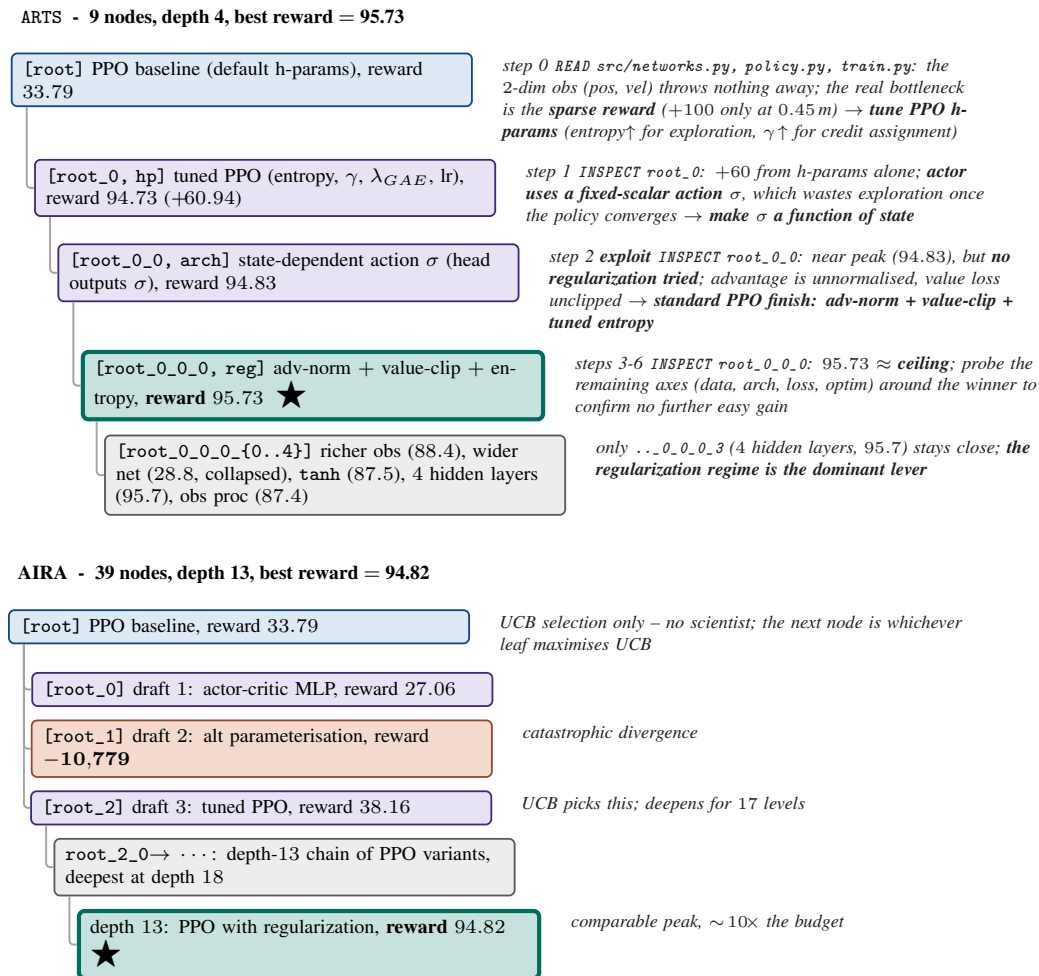 ARTS - 9 nodes, depth 4, best reward = 95.73
[root] PPO baseline (default h-params), reward
33.79
step 0 READ src/networks.py, policy.py, train.py: the
2-dim obs (pos, vel) throws nothing away; the real bottleneck
is the sparse reward (+100 only at 0.45 m) → tune PPO h-
params (entropy↑ for exploration, γ ↑ for credit assignment)
[root_0, hp] tuned PPO (entropy, γ, λGAE, lr),
reward 94.73 (+60.94)
step 1 INSPECT root_0: +60 from h-params alone; actor
uses a fixed-scalar action σ, which wastes exploration once
the policy converges → make σ a function of state
[root_0_0, arch] state-dependent action σ (head
outputs σ), reward 94.83
step 2 exploit INSPECT root_0_0: near peak (94.83), but no
regularization tried; advantage is unnormalised, value loss
unclipped → standard PPO finish: adv-norm + value-clip +
tuned entropy
[root_0_0_0, reg] adv-norm + value-clip + en-
tropy, reward 95.73 ★
steps 3-6 INSPECT root_0_0_0: 95.73 ≈ ceiling; probe the
remaining axes (data, arch, loss, optim) around the winner to
confirm no further easy gain
[root_0_0_0_{0..4}] richer obs (88.4), wider
net (28.8, collapsed), tanh (87.5), 4 hidden layers
(95.7), obs proc (87.4)
only .._0_0_0_3 (4 hidden layers, 95.7) stays close; the
regularization regime is the dominant lever
AIRA - 39 nodes, depth 13, best reward = 94.82
[root] PPO baseline, reward 33.79
UCB selection only – no scientist; the next node is whichever
leaf maximises UCB
[root_0] draft 1: actor-critic MLP, reward 27.06
[root_1] draft 2: alt parameterisation, reward
−10,779
catastrophic divergence
[root_2] draft 3: tuned PPO, reward 38.16
UCB picks this; deepens for 17 levels
root_2_0→ ⋯: depth-13 chain of PPO variants,
deepest at depth 18
depth 13: PPO with regularization, reward 94.82
★
comparable peak, ∼ 10× the budget